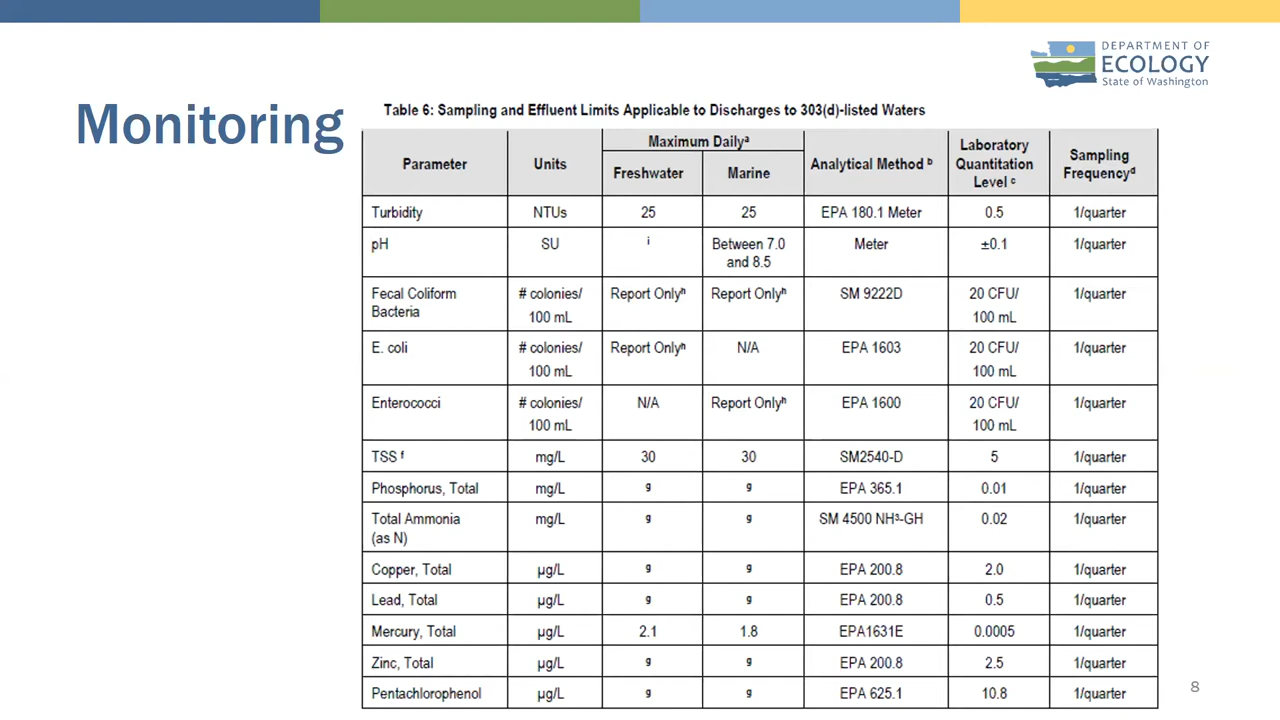 DEPARTMENT OF
ECOLOGY
State of Washington
Monitoring
Table 6: Sampling and Effluent Limits Applicable to Discharges to 303(d)-listed Waters
Parameter Units Maximum Dailyᵃ Analytical Method ᵇ Laboratory Quantitation Level ᶜ Sampling Frequencyᵈ
Freshwater Marine
Turbidity NTUs 25 25 EPA 180.1 Meter 0.5 1/quarter
pH SU ⁱ Between 7.0 Meter ±0.1 1/quarter
and 8.5
Fecal Coliform # colonies/ Report Onlyʰ Report Onlyʰ SM 9222D 20 CFU/ 1/quarter
Bacteria 100 mL 100 mL
E. coli # colonies/ Report Onlyʰ N/A EPA 1603 20 CFU/ 1/quarter
100 mL 100 mL
Enterococci # colonies/ N/A Report Onlyʰ EPA 1600 20 CFU/ 1/quarter
100 mL 100 mL
TSS ᶠ mg/L 30 30 SM2540-D 5 1/quarter
Phosphorus, Total mg/L ᵍ ᵍ EPA 365.1 0.01 1/quarter
Total Ammonia mg/L ᵍ ᵍ SM 4500 NH³-GH 0.02 1/quarter
(as N)
Copper, Total µg/L ᵍ ᵍ EPA 200.8 2.0 1/quarter
Lead, Total µg/L ᵍ ᵍ EPA 200.8 0.5 1/quarter
Mercury, Total µg/L 2.1 1.8 EPA1631E 0.0005 1/quarter
Zinc, Total µg/L ᵍ ᵍ EPA 200.8 2.5 1/quarter
Pentachlorophenol µg/L ᵍ ᵍ EPA 625.1 10.8 1/quarter
8